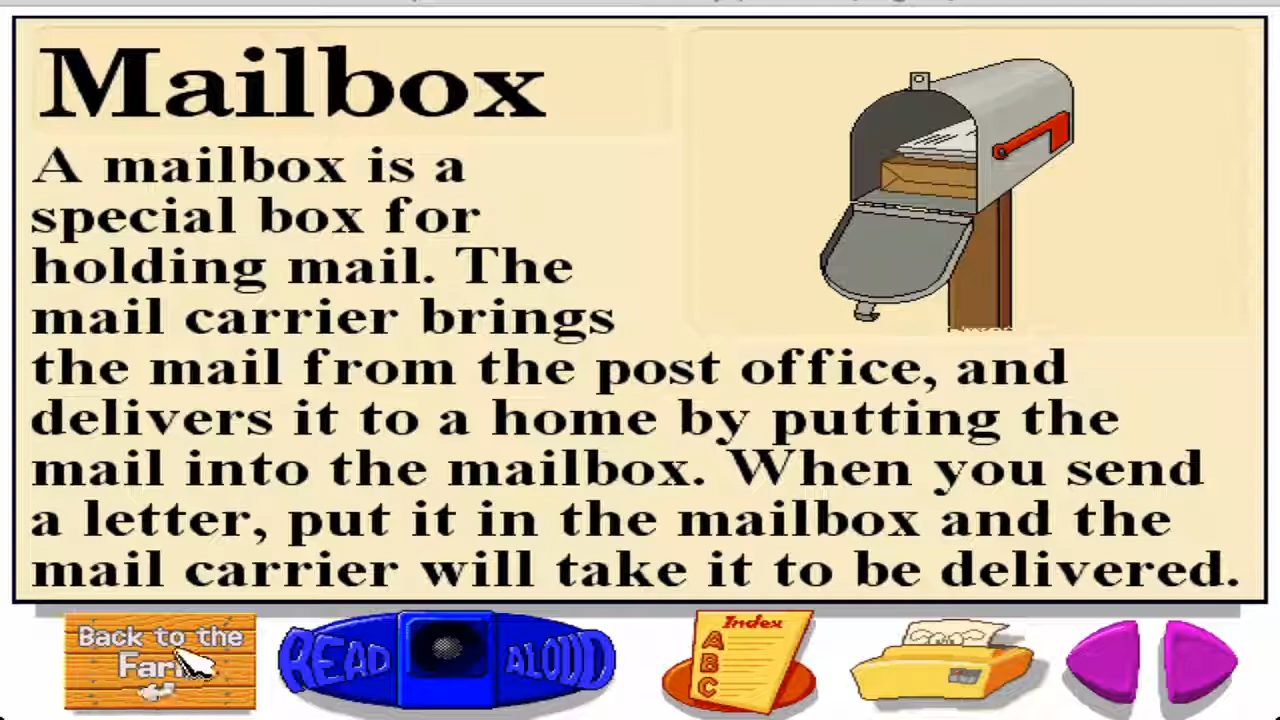 Mailbox
A mailbox is a
special box for
holding mail. The
mail carrier brings
the mail from the post office, and
delivers it to a home by putting the
mail into the mailbox. When you send
a letter, put it in the mailbox and the
mail carrier will take it to be delivered.
Back to the
READ ALOUD
Index
A
B
C